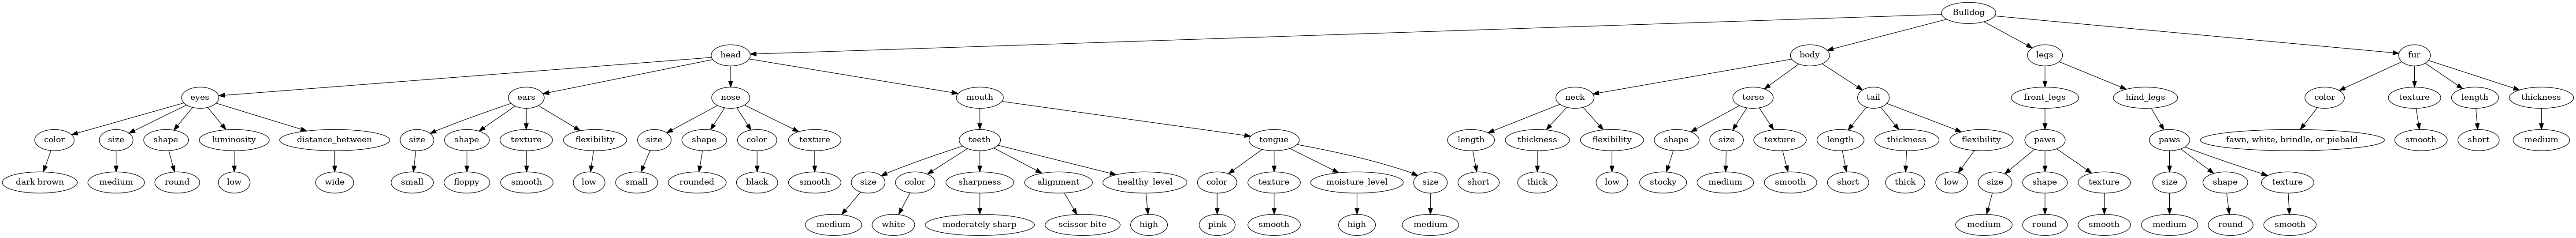 Bulldog
head body legs fur
eyes ears nose mouth neck torso tail front_legs hind_legs color texture length thickness
color size shape luminosity distance_between size shape texture flexibility size shape color texture teeth tongue length thickness flexibility shape size texture length thickness flexibility paws paws fawn, white, brindle, or piebald smooth short medium
dark brown medium round low wide small floppy smooth low small rounded black smooth size color sharpness alignment healthy_level color texture moisture_level size short thick low stocky medium smooth short thick low size shape texture size shape texture
medium white moderately sharp scissor bite high pink smooth high medium medium round smooth medium round smooth